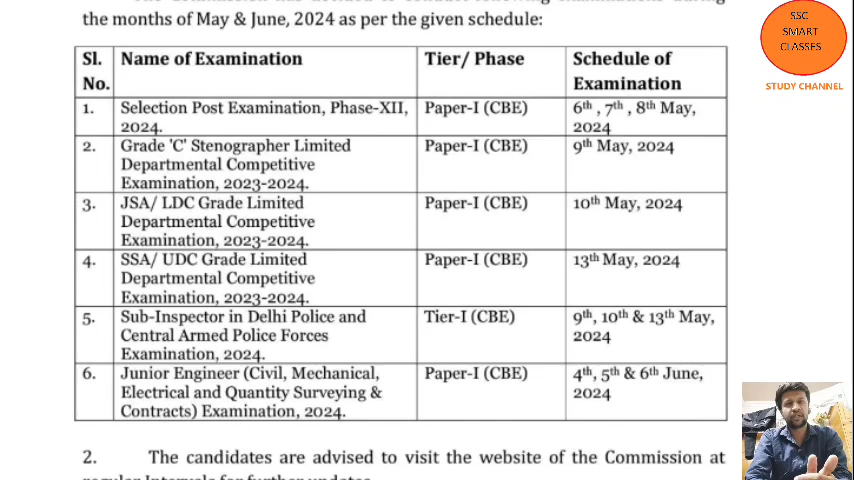 the months of May & June, 2024 as per the given schedule:
Sl. No.
Name of Examination
Tier/ Phase
Schedule of Examination
1.
Selection Post Examination, Phase-XII,
2024.
Paper-I (CBE)
6th , 7th , 8th May,
2024
2.
Grade 'C' Stenographer Limited
Departmental Competitive
Examination, 2023-2024.
Paper-I (CBE)
9th May, 2024
3.
JSA/ LDC Grade Limited
Departmental Competitive
Examination, 2023-2024.
Paper-I (CBE)
10th May, 2024
4.
SSA/ UDC Grade Limited
Departmental Competitive
Examination, 2023-2024.
Paper-I (CBE)
13th May, 2024
5.
Sub-Inspector in Delhi Police and
Central Armed Police Forces
Examination, 2024.
Tier-I (CBE)
9th, 10th & 13th May,
2024
6.
Junior Engineer (Civil, Mechanical,
Electrical and Quantity Surveying &
Contracts) Examination, 2024.
Paper-I (CBE)
4th, 5th & 6th June,
2024
2. The candidates are advised to visit the website of the Commission at
SSC
SMART
CLASSES
STUDY CHANNEL